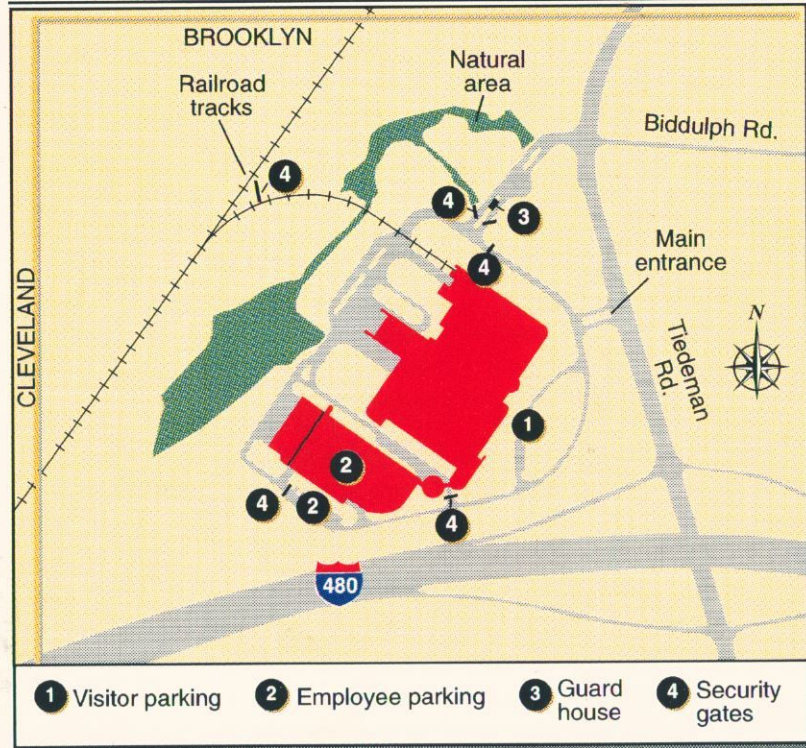 BROOKLYN
Railroad
tracks
Natural
area
Biddulph Rd.
4
4
3
4
Main
entrance
N
CLEVELAND
Tiedeman
Rd.
1
2
4
2
4
480
1 Visitor parking
2 Employee parking
3 Guard
house
4 Security
gates